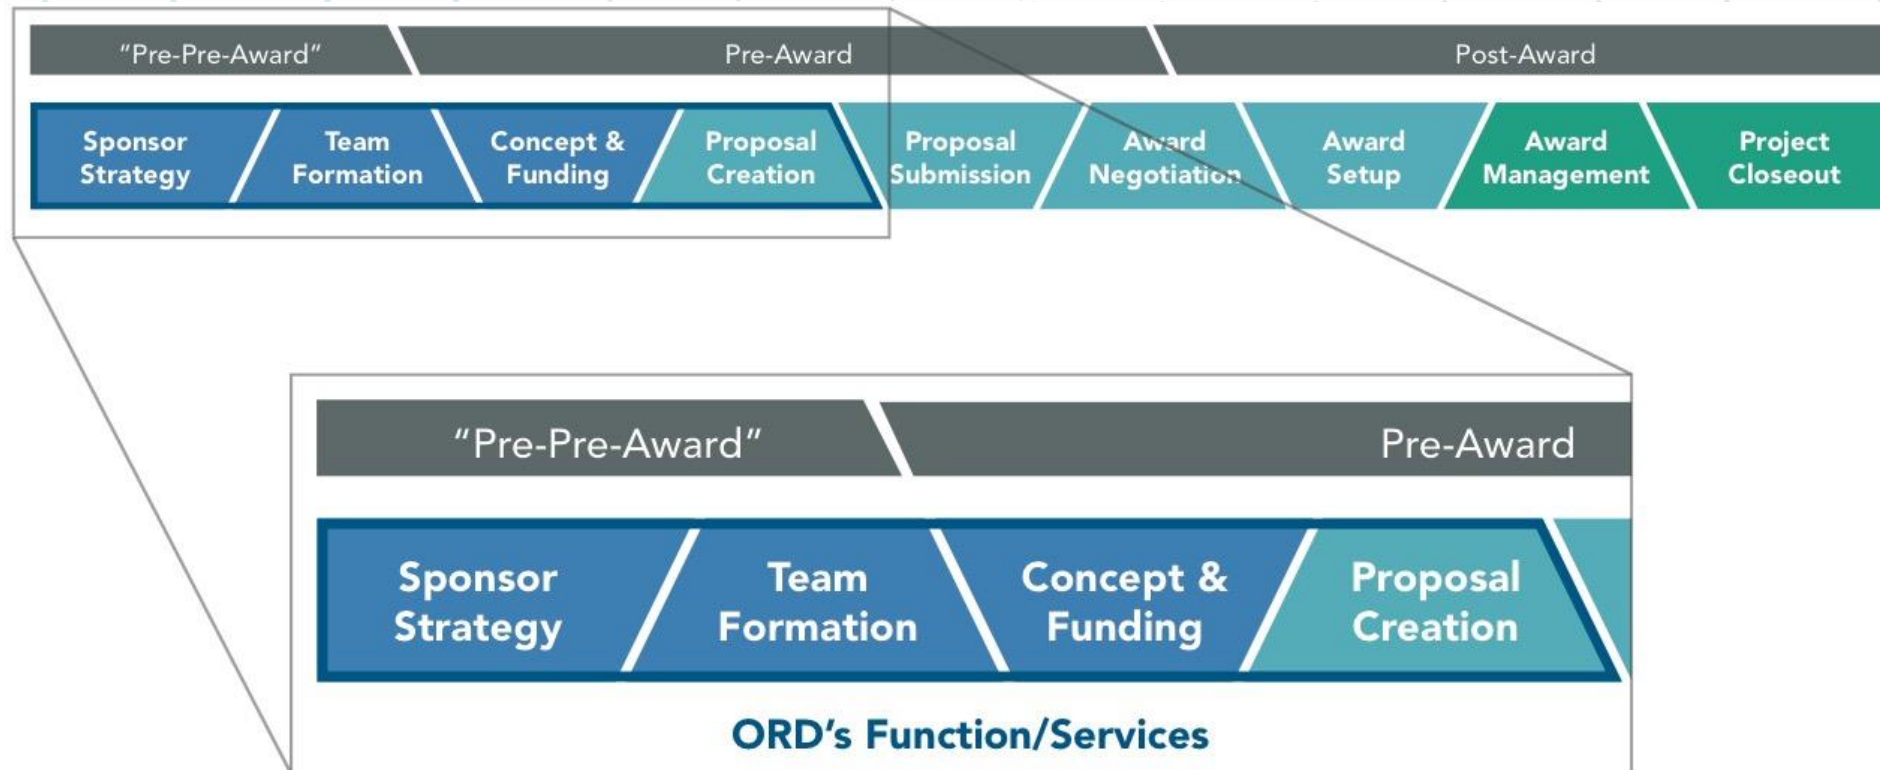 “Pre-Pre-Award” Pre-Award Post-Award
Sponsor Strategy
Team Formation
Concept & Funding
Proposal Creation
Proposal Submission
Award Negotiation
Award Setup
Award Management
Project Closeout
“Pre-Pre-Award” Pre-Award
Sponsor Strategy
Team Formation
Concept & Funding
Proposal Creation
ORD’s Function/Services